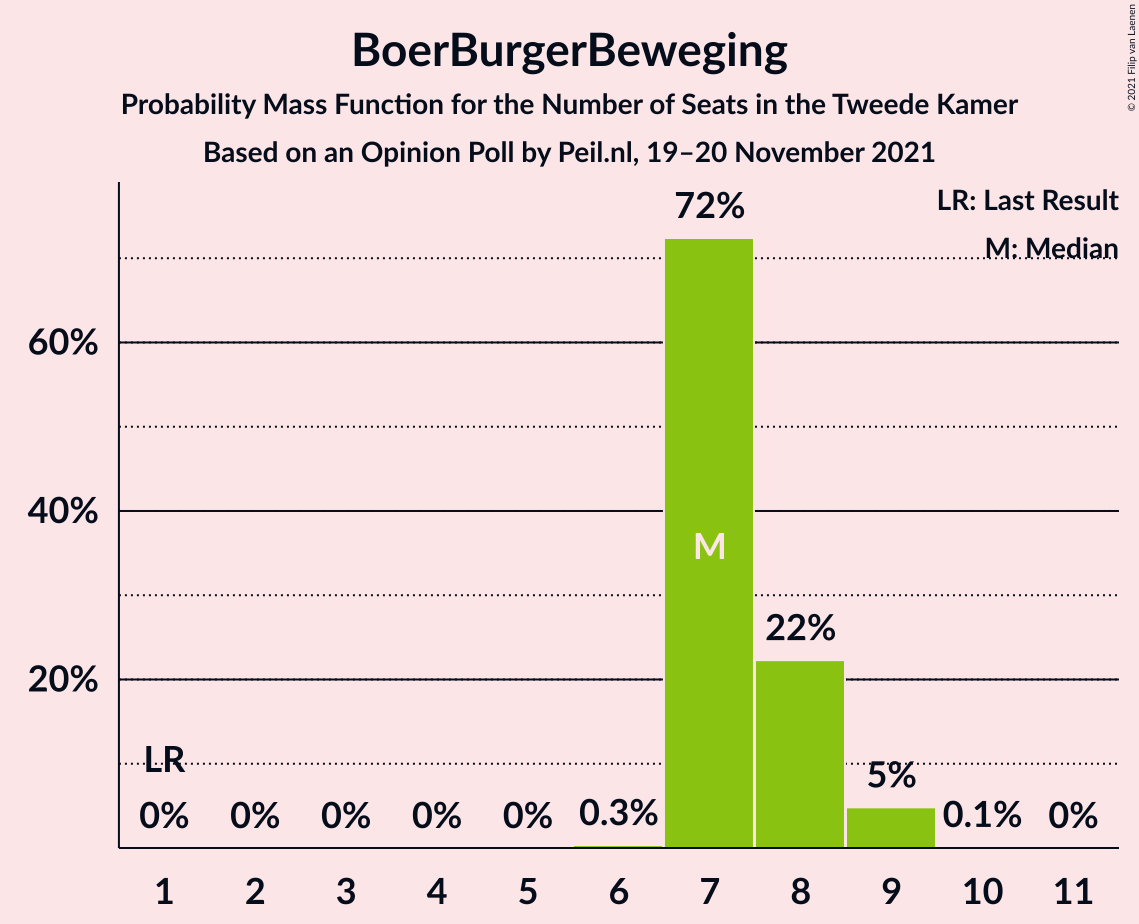 BoerBurgerBeweging
Probability Mass Function for the Number of Seats in the Tweede Kamer
Based on an Opinion Poll by Peil.nl, 19–20 November 2021
© 2021 Filip van Laenen
LR: Last Result
M: Median
72%
60%
40%
M
22%
20%
LR
5%
0% 0% 0% 0% 0% 0.3% 0.1% 0%
1 2 3 4 5 6 7 8 9 10 11